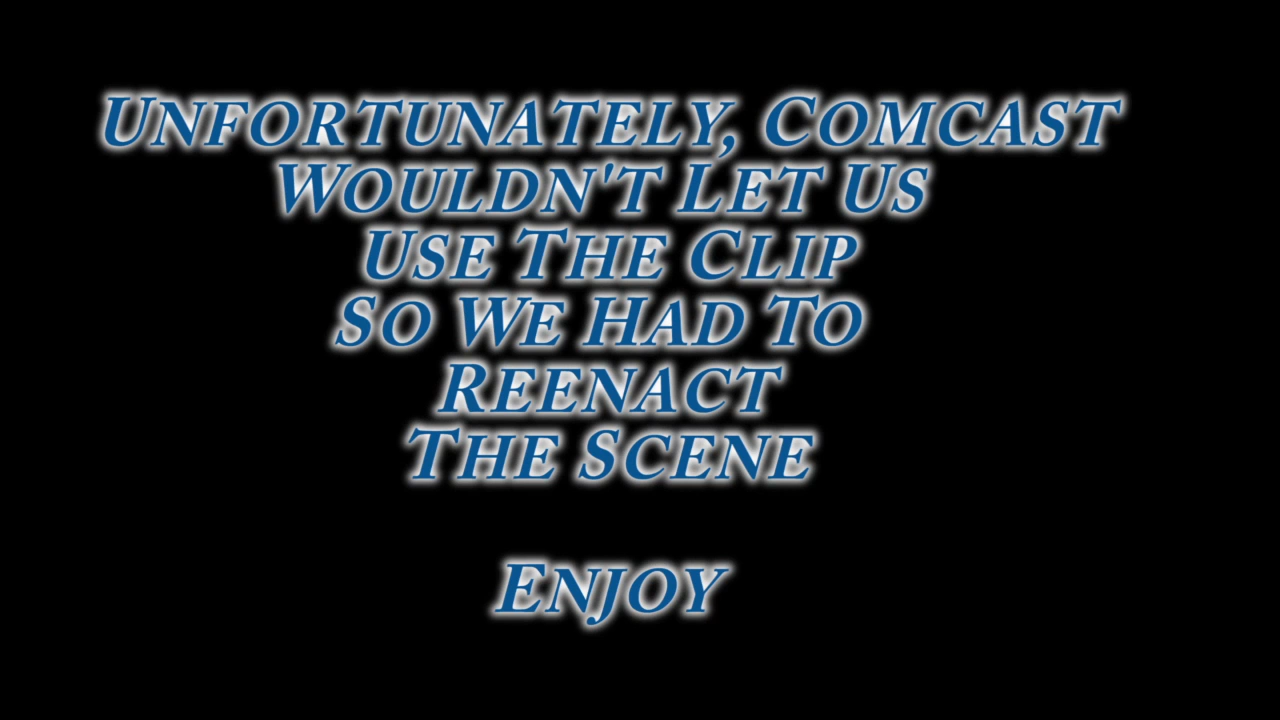 Unfortunately, Comcast
Wouldn't Let Us
Use The Clip
So We Had To
Reenact
The Scene
Enjoy